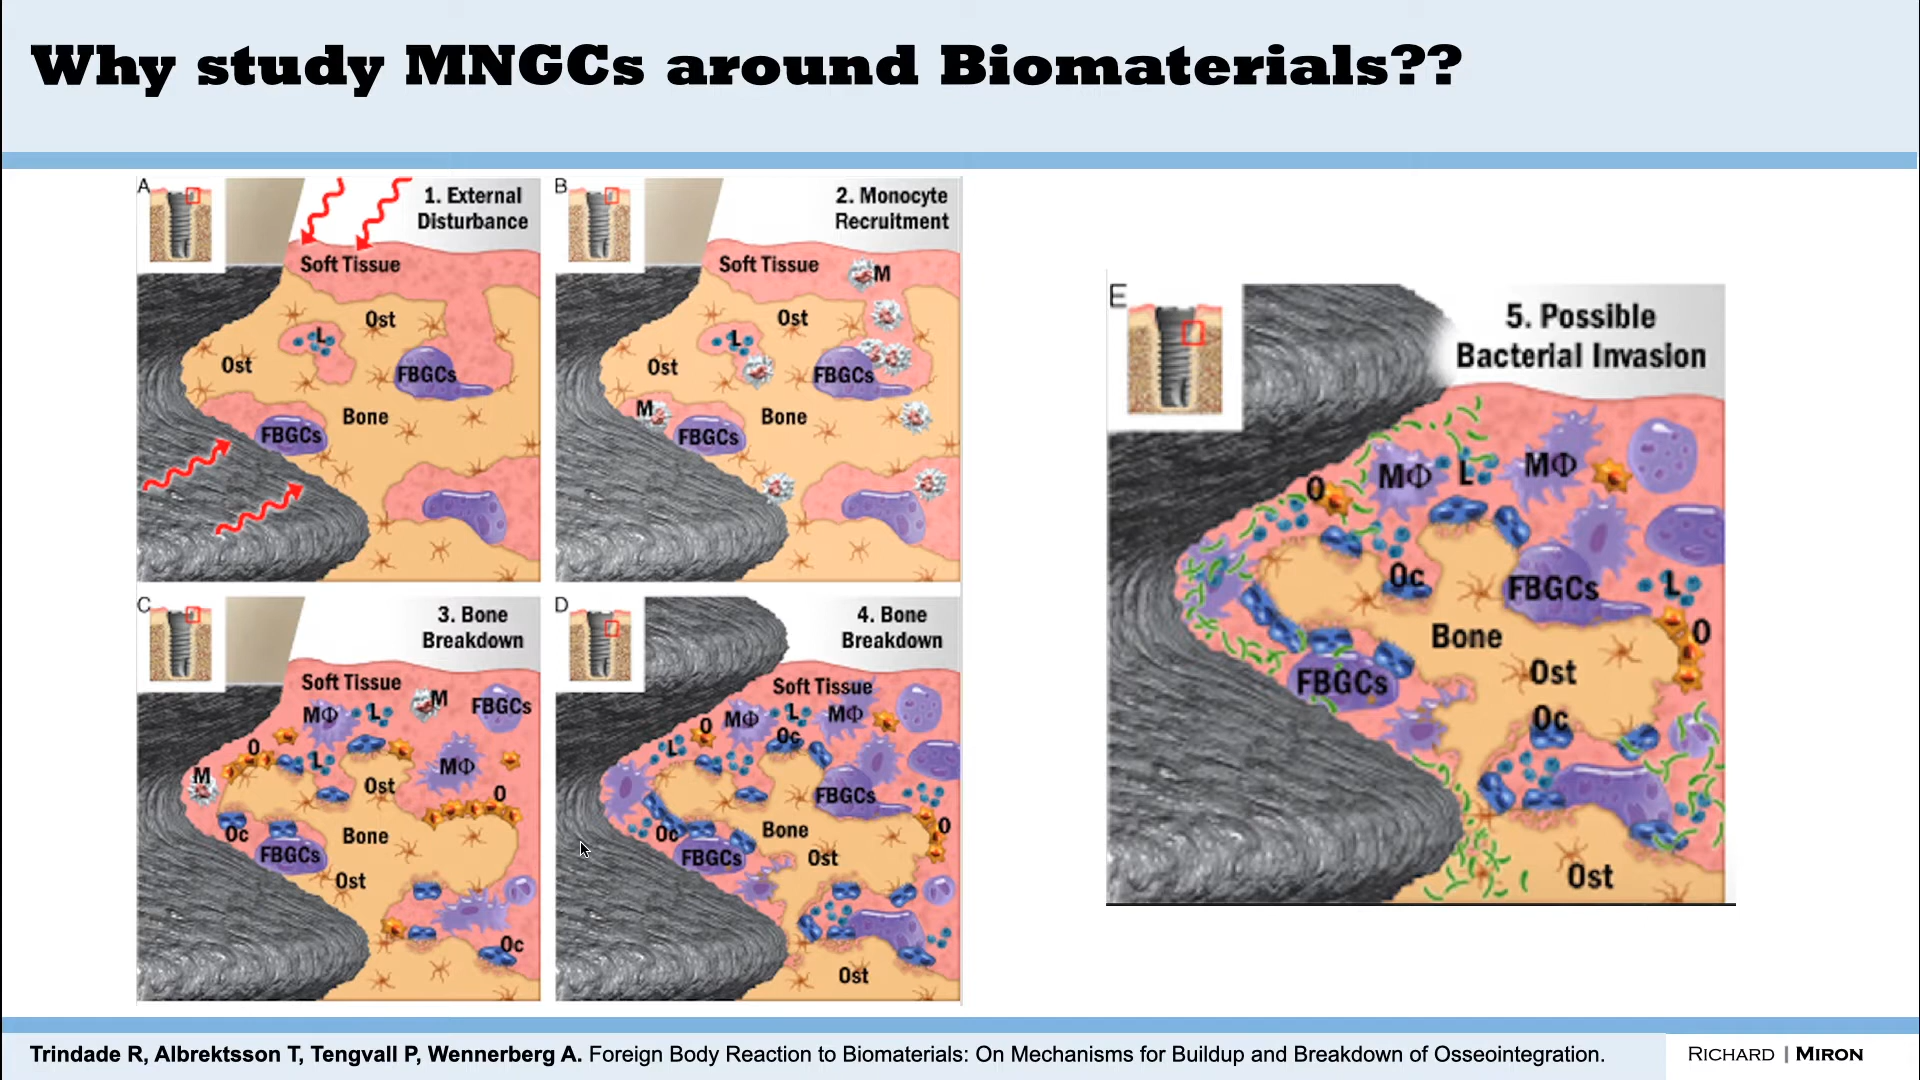 Why study MNGCs around Biomaterials??
A
1. External
Disturbance
Soft Tissue
Ost
L
Ost
FBGCs
Bone
FBGCs
B
2. Monocyte
Recruitment
Soft Tissue
M
Ost
L
Ost
FBGCs
M
Bone
FBGCs
C
3. Bone
Breakdown
Soft Tissue
M
FBGCs
MΦ
L
O
L
MΦ
M
Ost
O
Oc
Bone
FBGCs
Ost
Oc
D
4. Bone
Breakdown
Soft Tissue
O
MΦ
L
MΦ
L
Oc
FBGCs
Oc
Bone
O
FBGCs
Ost
Ost
E
5. Possible
Bacterial Invasion
MΦ
L
MΦ
O
Oc
FBGCs
L
Bone
O
Ost
FBGCs
Oc
Ost
Trindade R, Albrektsson T, Tengvall P, Wennerberg A. Foreign Body Reaction to Biomaterials: On Mechanisms for Buildup and Breakdown of Osseointegration.
RICHARD | MIRON